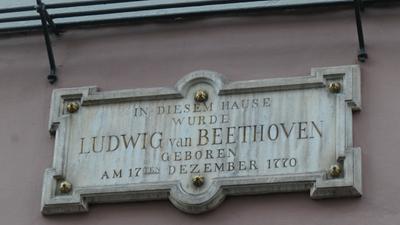 IN DIESEM HAUSE
WURDE
LUDWIG van BEETHOVEN
GEBOREN
AM 17TEN DEZEMBER 1770